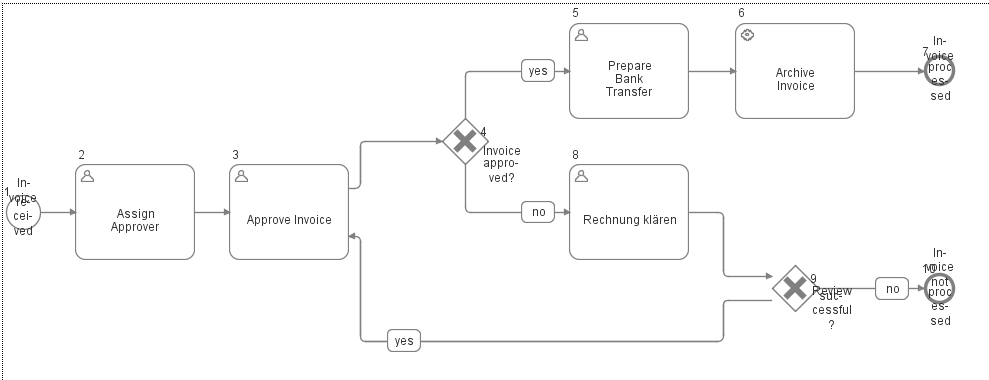 5
6
In-
voice
proc
es-
sed
7
yes
Prepare
Bank
Transfer
Archive
Invoice
4
Invoice
appro-
ved?
2
3
8
1
In-
voice
re-
cei-
ved
Assign
Approver
Approve Invoice
no
Rechnung klären
9
Review
suc-
cessful
?
no
10
In-
voice
not
proc
es-
sed
yes